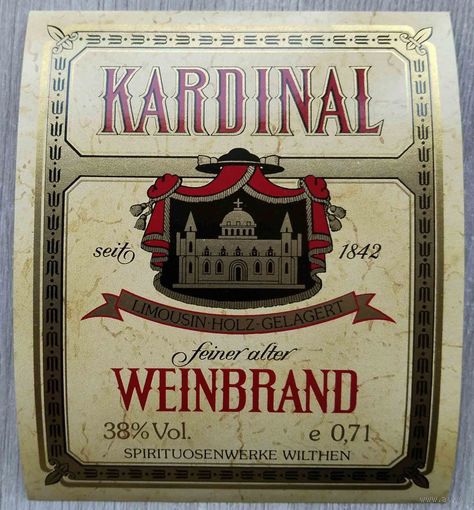 KARDINAL
seit 1842
LIMOUSIN-HOLZ-GELAGERT
feiner alter
WEINBRAND
38% Vol. e 0,7l
SPIRITUOSENWERKE WILTHEN